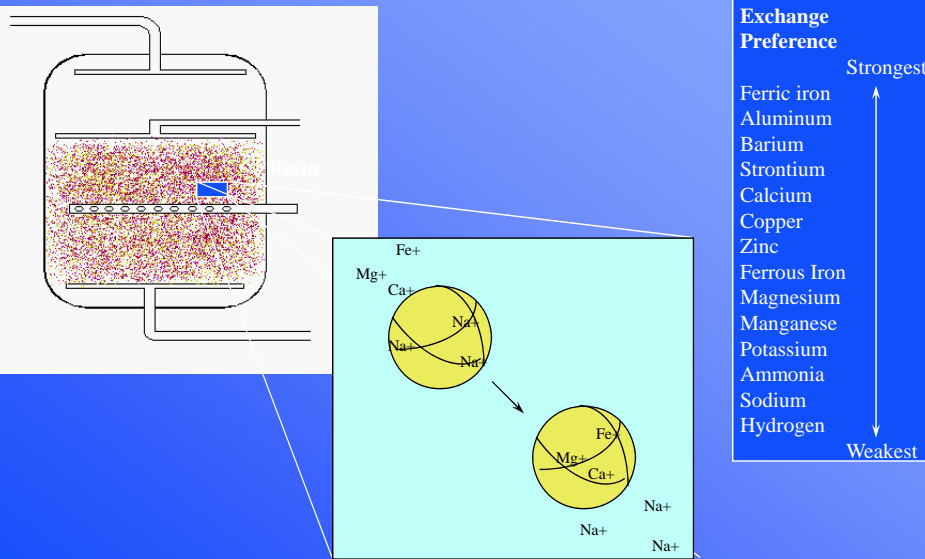 Exchange
Preference
Strongest
Ferric iron
Aluminum
Barium
Strontium
Calcium
Copper
Zinc
Ferrous Iron
Magnesium
Manganese
Potassium
Ammonia
Sodium
Hydrogen
Weakest
Resin
Fe+
Mg+
Ca+
Na+
Na+
Na+
Fe+
Mg+
Ca+
Na+
Na+
Na+